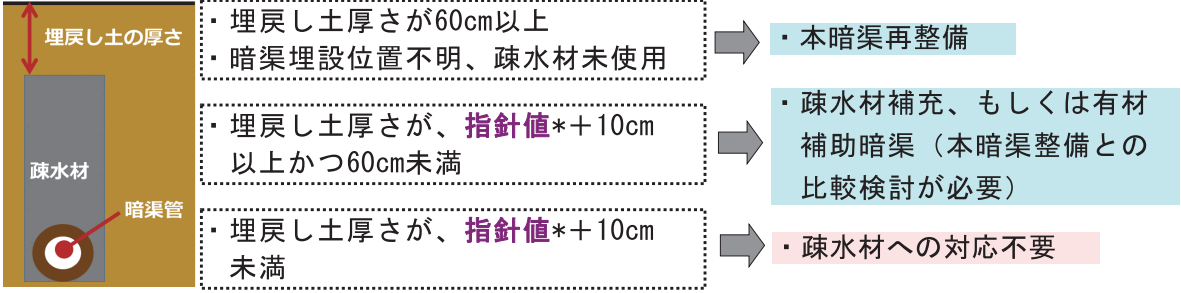 埋戻し土の厚さ
疎水材
暗渠管
・埋戻し土厚さが60cm以上
・暗渠埋設位置不明、疎水材未使用
・本暗渠再整備
・埋戻し土厚さが、指針値*＋10cm
以上かつ60cm未満
・疎水材補充、もしくは有材
補助暗渠（本暗渠整備との
比較検討が必要）
・埋戻し土厚さが、指針値*＋10cm
未満
・疎水材への対応不要